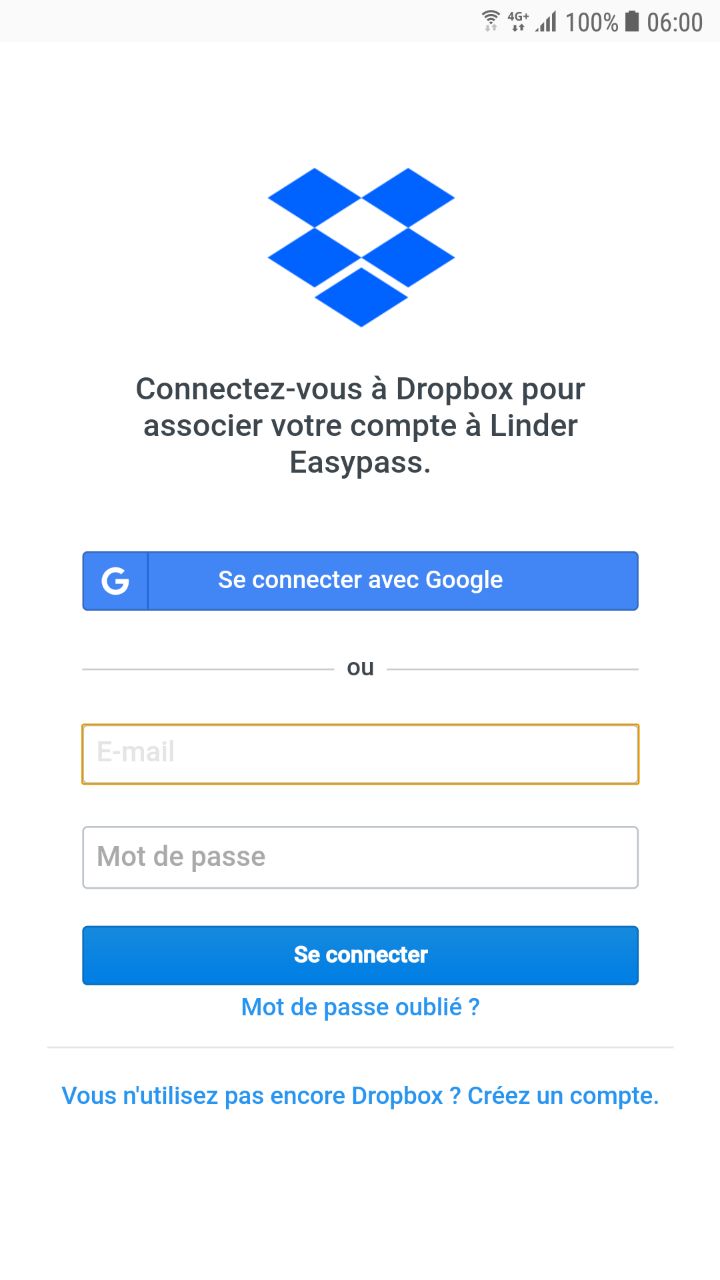 4G+ 100% 06:00
Connectez-vous à Dropbox pour
associer votre compte à Linder
Easypass.
G Se connecter avec Google
ou
E-mail
Mot de passe
Se connecter
Mot de passe oublié ?
Vous n'utilisez pas encore Dropbox ? Créez un compte.